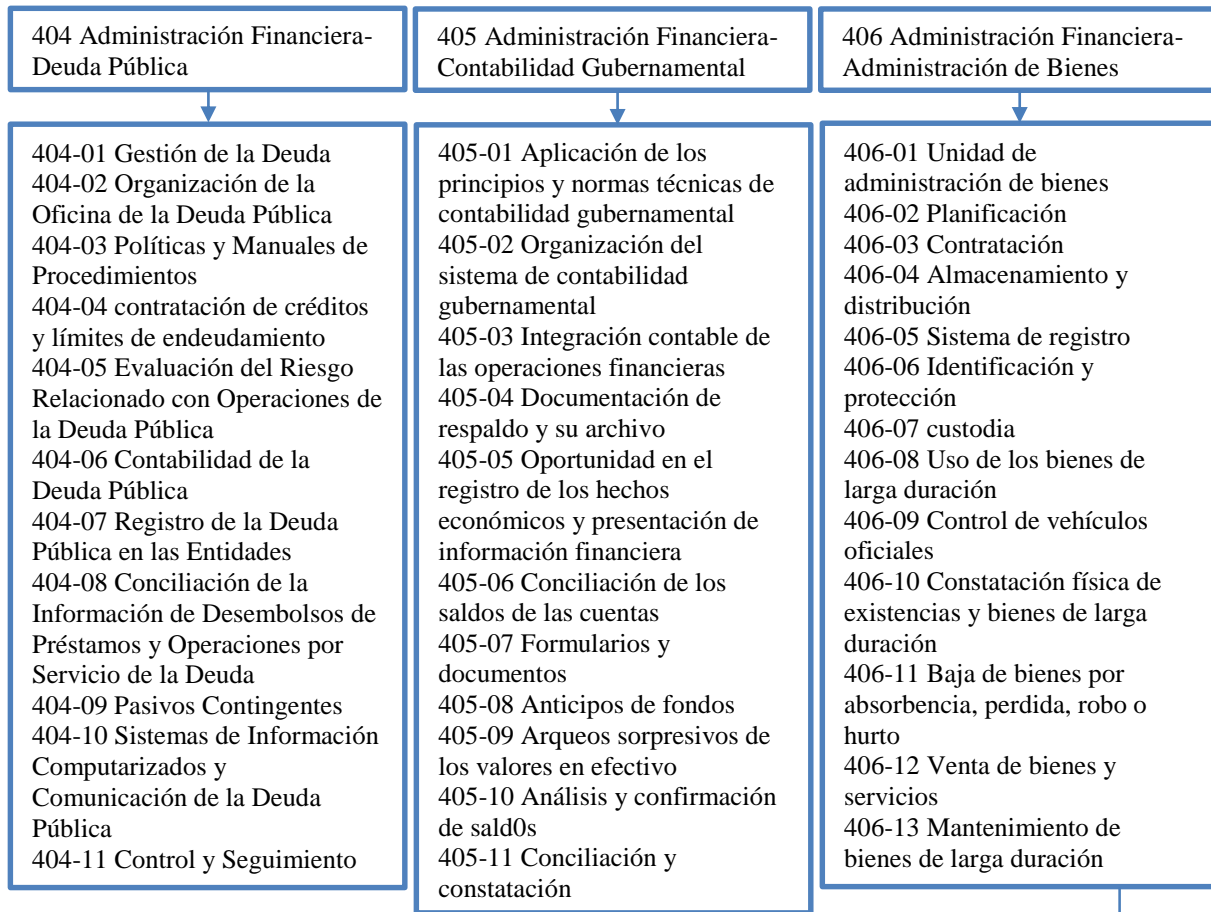 404 Administración Financiera-
Deuda Pública
405 Administración Financiera-
Contabilidad Gubernamental
406 Administración Financiera-
Administración de Bienes
404-01 Gestión de la Deuda
404-02 Organización de la
Oficina de la Deuda Pública
404-03 Políticas y Manuales de
Procedimientos
404-04 contratación de créditos
y límites de endeudamiento
404-05 Evaluación del Riesgo
Relacionado con Operaciones de
la Deuda Pública
404-06 Contabilidad de la
Deuda Pública
404-07 Registro de la Deuda
Pública en las Entidades
404-08 Conciliación de la
Información de Desembolsos de
Préstamos y Operaciones por
Servicio de la Deuda
404-09 Pasivos Contingentes
404-10 Sistemas de Información
Computarizados y
Comunicación de la Deuda
Pública
404-11 Control y Seguimiento
405-01 Aplicación de los
principios y normas técnicas de
contabilidad gubernamental
405-02 Organización del
sistema de contabilidad
gubernamental
405-03 Integración contable de
las operaciones financieras
405-04 Documentación de
respaldo y su archivo
405-05 Oportunidad en el
registro de los hechos
económicos y presentación de
información financiera
405-06 Conciliación de los
saldos de las cuentas
405-07 Formularios y
documentos
405-08 Anticipos de fondos
405-09 Arqueos sorpresivos de
los valores en efectivo
405-10 Análisis y confirmación
de sald0s
405-11 Conciliación y
constatación
406-01 Unidad de
administración de bienes
406-02 Planificación
406-03 Contratación
406-04 Almacenamiento y
distribución
406-05 Sistema de registro
406-06 Identificación y
protección
406-07 custodia
406-08 Uso de los bienes de
larga duración
406-09 Control de vehículos
oficiales
406-10 Constatación física de
existencias y bienes de larga
duración
406-11 Baja de bienes por
absorbencia, perdida, robo o
hurto
406-12 Venta de bienes y
servicios
406-13 Mantenimiento de
bienes de larga duración